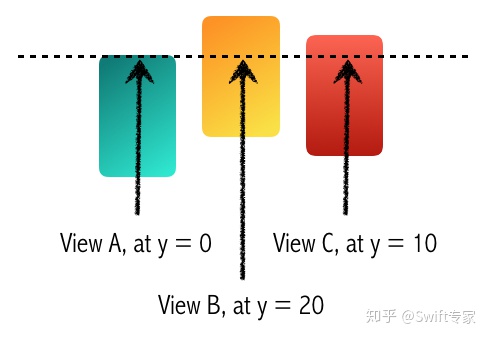 View A, at y = 0
View C, at y = 10
View B, at y = 20
知乎 @Swift专家